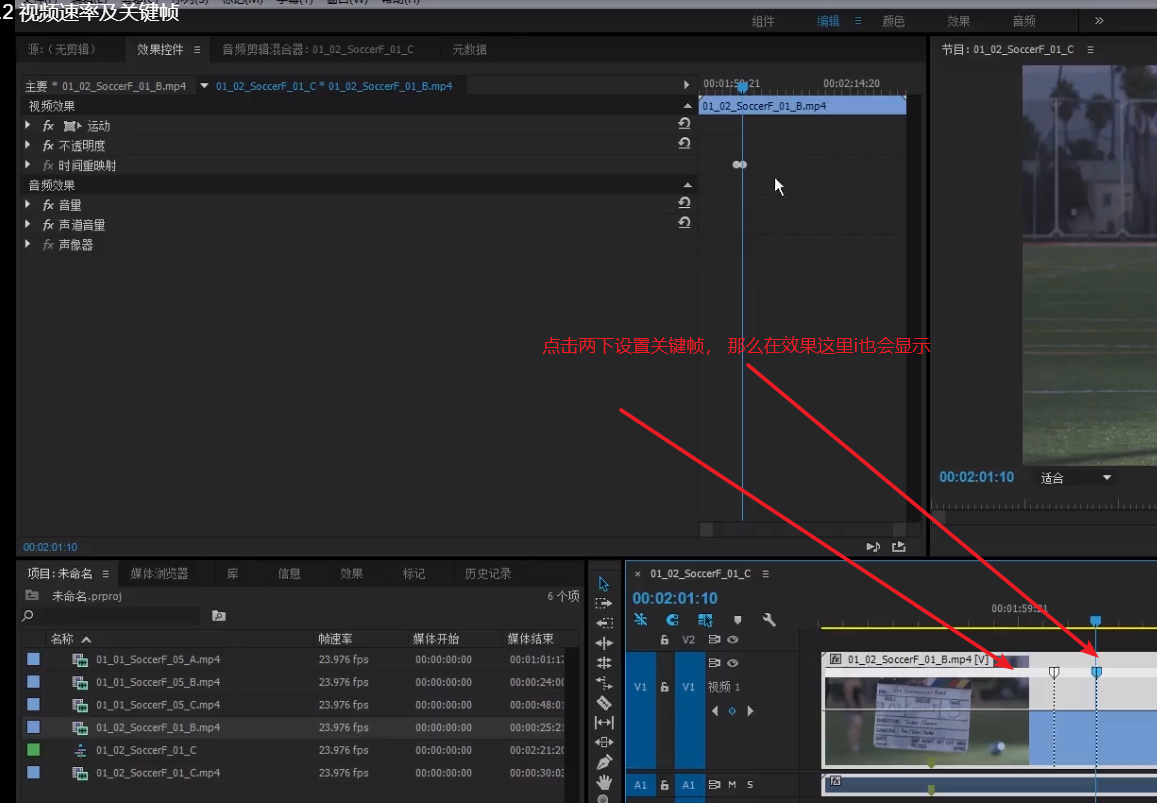 .2 视频速率及关键帧
组件 编辑 ≡ 颜色 效果 音频 »
源:（无剪辑） 效果控件 ≡ 音频剪辑混合器: 01_02_SoccerF_01_C 元数据
节目: 01_02_SoccerF_01_C ≡
主要 * 01_02_SoccerF_01_B.mp4 01_02_SoccerF_01_C * 01_02_SoccerF_01_B.mp4
00:02:14:20
视频效果
01_02_SoccerF_01_B.mp4
fx 运动
fx 不透明度
fx 时间重映射
音频效果
fx 音量
fx 声道音量
fx 声像器
点击两下设置关键帧， 那么在效果这里i也会显示
00:02:01:10 适合
00:02:01:10
项目: 未命名 ≡ 媒体浏览器 库 信息 效果 标记 历史记录
未命名.prproj 6 个项
名称 帧速率 媒体开始 媒体结束
01_01_SoccerF_05_A.mp4 23.976 fps 00:00:00:00 00:01:01:17
01_02_SoccerF_05_B.mp4 23.976 fps 00:00:00:00 00:00:24:0
01_02_SoccerF_05_C.mp4 23.976 fps 00:00:00:00 00:00:48:0
01_02_SoccerF_01_B.mp4 23.976 fps 00:00:00:00 00:00:25:2
01_02_SoccerF_01_C 23.976 fps 00:00:00:00 00:02:21:20
01_02_SoccerF_01_C.mp4 23.976 fps 00:00:00:00 00:00:30:0
× 01_02_SoccerF_01_C ≡
00:02:01:10
00:01:59:21
V2
fx 01_02_SoccerF_01_B.mp4 [V]
V1 V1 视频 1
A1 A1 M S
fx